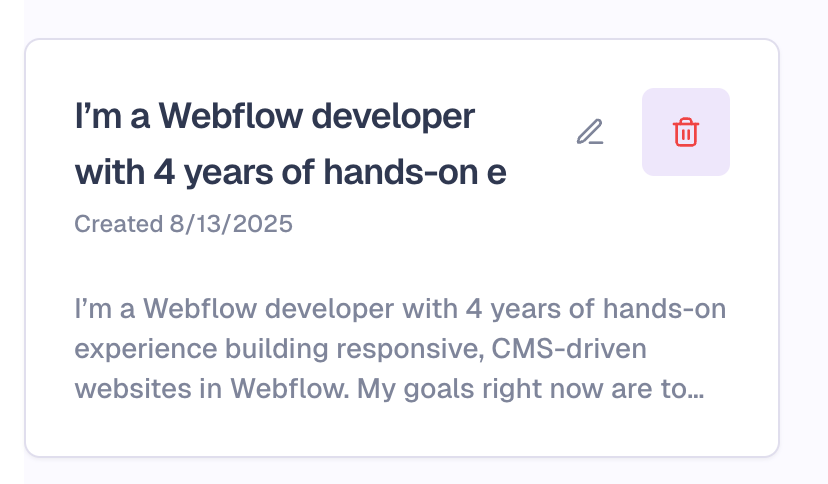 I’m a Webflow developer
with 4 years of hands-on e
Created 8/13/2025
I’m a Webflow developer with 4 years of hands-on
experience building responsive, CMS-driven
websites in Webflow. My goals right now are to...